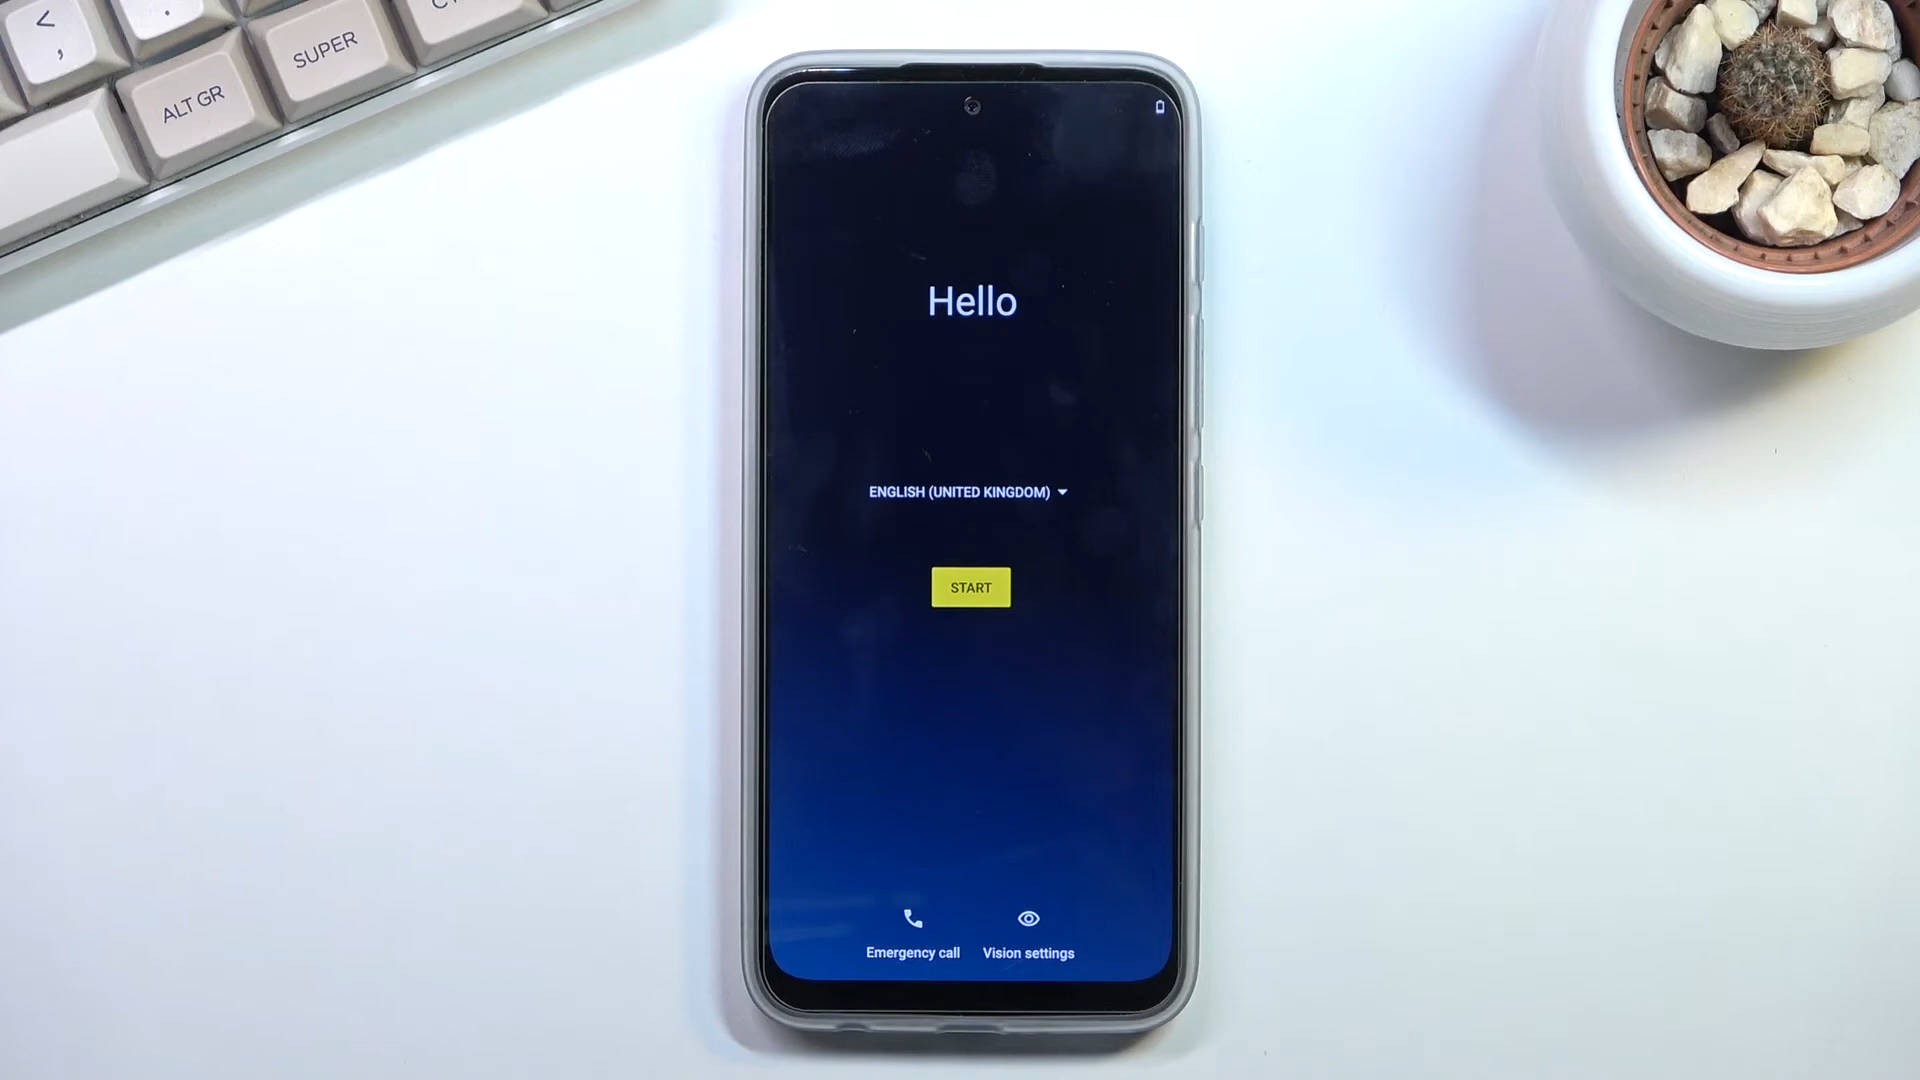 <
,
.
ALT GR
SUPER
Hello
ENGLISH (UNITED KINGDOM)
START
Emergency call
Vision settings